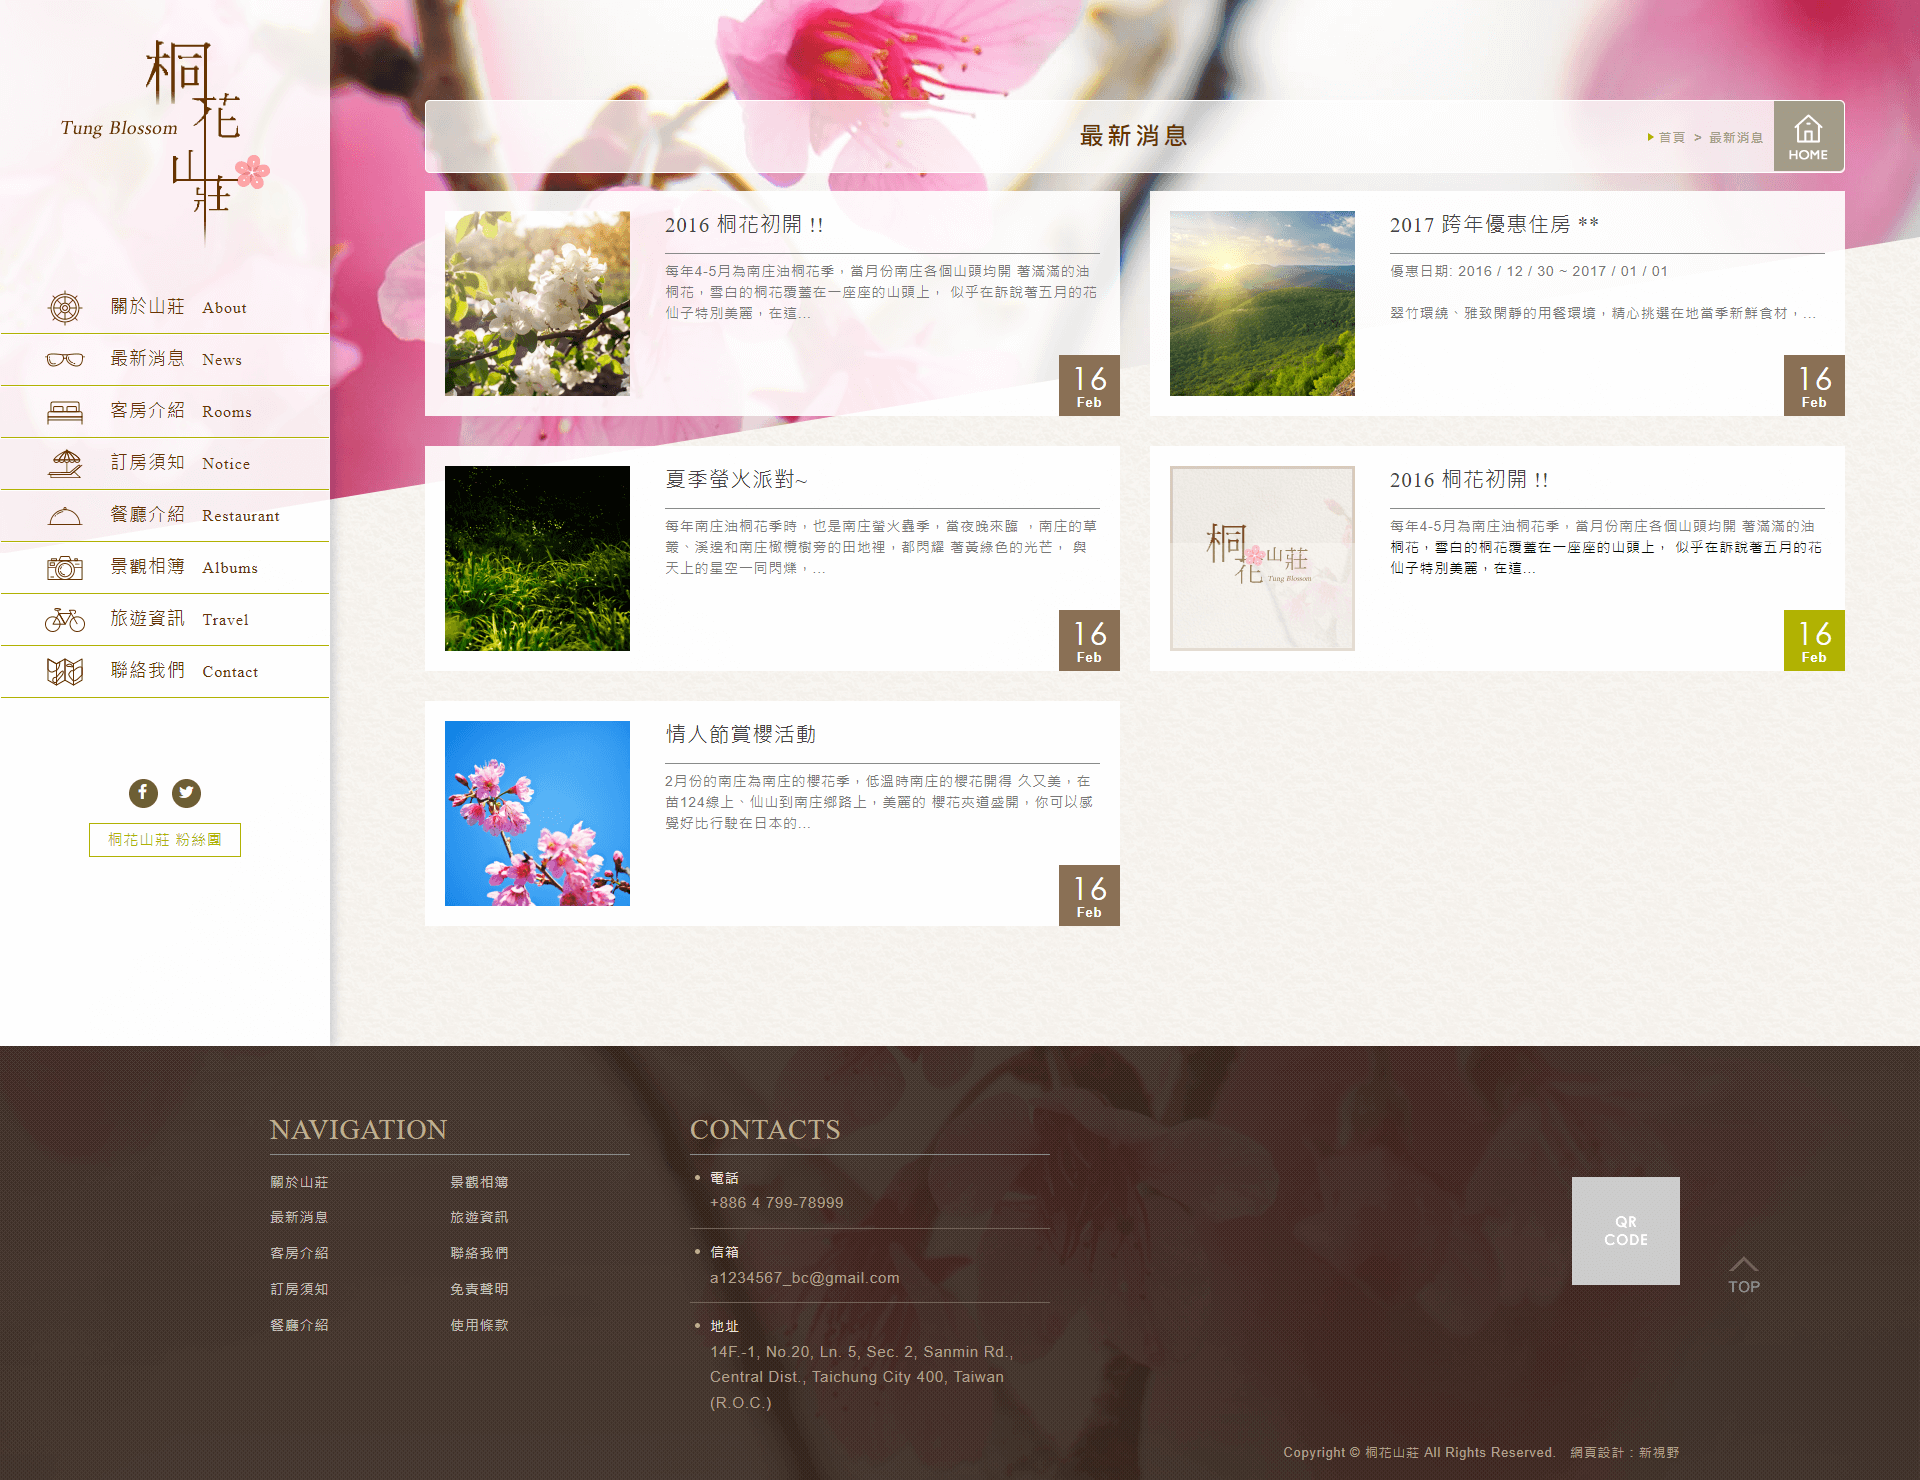 桐花山莊
Tung Blossom
關於山莊 About
最新消息 News
客房介紹 Rooms
訂房須知 Notice
餐廳介紹 Restaurant
景觀相簿 Albums
旅遊資訊 Travel
聯絡我們 Contact
桐花山莊 粉絲團
最新消息
首頁 > 最新消息
HOME
2016 桐花初開 !!
每年4-5月為南庄油桐花季，當月份南庄各個山頭均開 著滿滿的油
桐花，雪白的桐花覆蓋在一座座的山頭上， 似乎在訴說著五月的花
仙子特別美麗，在這...
16
Feb
2017 跨年優惠住房 **
優惠日期: 2016 / 12 / 30 ~ 2017 / 01 / 01
翠竹環繞、雅致閑靜的用餐環境，精心挑選在地當季新鮮食材，...
16
Feb
夏季螢火派對~
每年南庄油桐花季時，也是南庄螢火蟲季，當夜晚來臨 ，南庄的草
叢、溪邊和南庄橄欖樹旁的田地裡，都閃耀 著黃綠色的光芒， 與
天上的星空一同閃爍，...
16
Feb
桐花山莊
Tung Blossom
2016 桐花初開 !!
每年4-5月為南庄油桐花季，當月份南庄各個山頭均開 著滿滿的油
桐花，雪白的桐花覆蓋在一座座的山頭上， 似乎在訴說著五月的花
仙子特別美麗，在這...
16
Feb
情人節賞櫻活動
2月份的南庄為南庄的櫻花季，低溫時南庄的櫻花開得 久又美，在
苗124線上、仙山到南庄鄉路上，美麗的 櫻花夾道盛開，你可以感
覺好比行駛在日本的...
16
Feb
NAVIGATION
關於山莊
最新消息
客房介紹
訂房須知
餐廳介紹
景觀相簿
旅遊資訊
聯絡我們
免責聲明
使用條款
CONTACTS
電話
+886 4 799-78999
信箱
a1234567_bc@gmail.com
地址
14F.-1, No.20, Ln. 5, Sec. 2, Sanmin Rd.,
Central Dist., Taichung City 400, Taiwan
(R.O.C.)
QR
CODE
TOP
Copyright © 桐花山莊 All Rights Reserved. 網頁設計：新視野